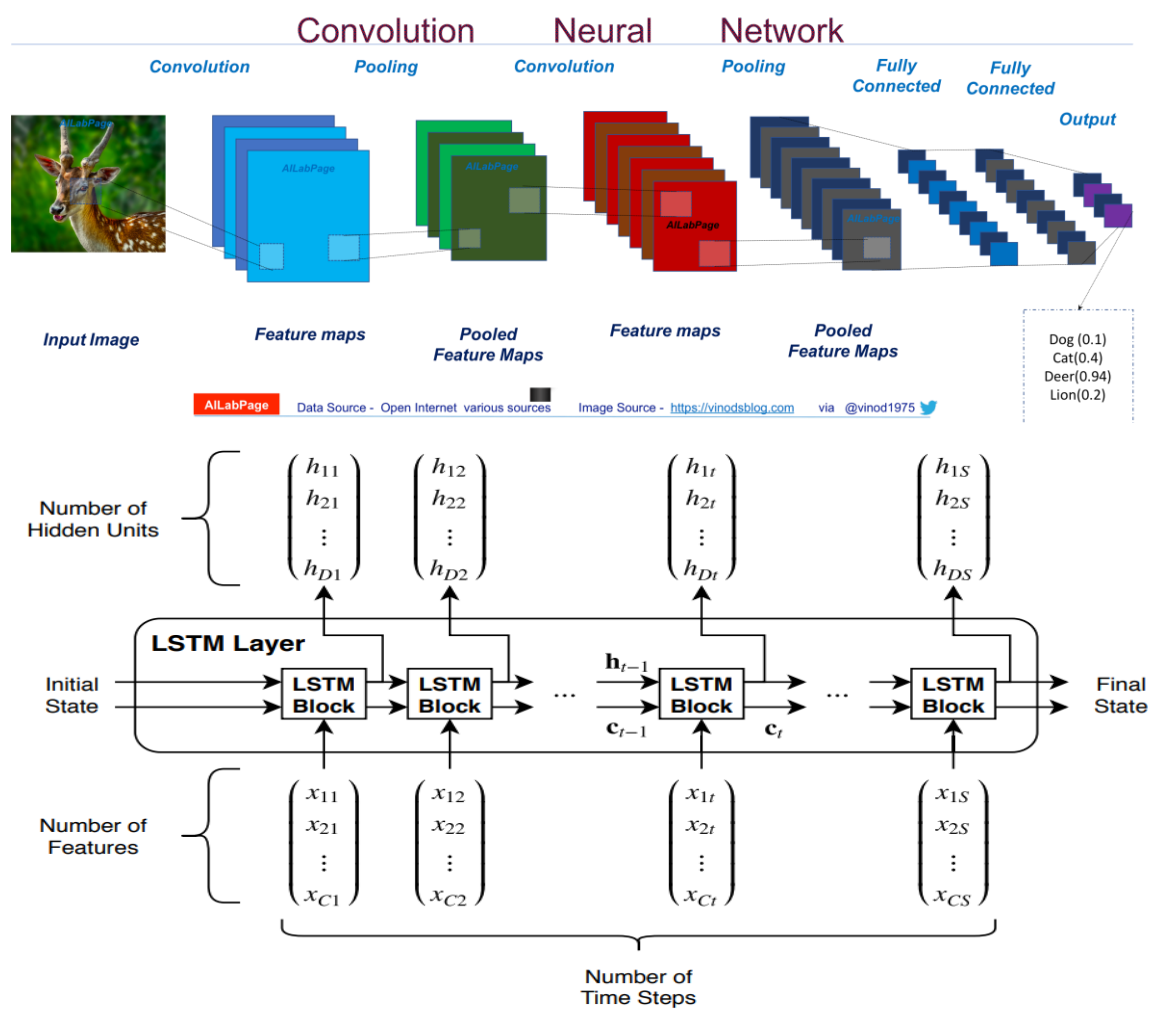 Convolution Neural Network
Convolution Pooling Convolution Pooling Fully Connected Fully Connected Output
AILabPage
AILabPage
AILabPage
AILabPage
AILabPage
Input Image
Feature maps
Pooled
Feature Maps
Feature maps
Pooled
Feature Maps
Dog (0.1)
Cat(0.4)
Deer(0.94)
Lion(0.2)
AILabPage Data Source - Open Internet various sources Image Source - https://vinodsblog.com via @vinod1975
Number of
Hidden Units
h11 h12 h1t h1S
h21 h22 h2t h2S
⋮ ⋮ ⋮ ⋮
hD1 hD2 hDt hDS
LSTM Layer
Initial
State
LSTM
Block
LSTM
Block
...
ht−1
ct−1
LSTM
Block
ct
...
LSTM
Block
Final
State
Number of
Features
x11 x12 x1t x1S
x21 x22 x2t x2S
⋮ ⋮ ⋮ ⋮
xC1 xC2 xCt xCS
Number of
Time Steps